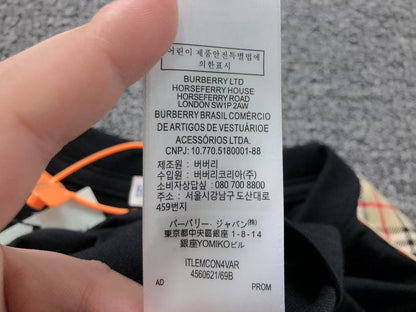 어린이 제품안전특별법에
의한표시
BURBERRY LTD
HORSEFERRY HOUSE
HORSEFERRY ROAD
LONDON SW1P 2AW
BURBERRY BRASIL COMÉRCIO
DE ARTIGOS DE VESTUÁRIOE
ACESSÓRIOS LTDA.
CNPJ: 10.770.5180001-88
제조원 : 버버리
수입원 : 버버리코리아(주)
소비자상담실 : 080 700 8800
주소 : 서울시강남구 도산대로
459번지
バーバリー・ジャパン㈱
東京都中央区銀座 1-8-14
銀座YOMIKOビル
ITLEMCON4VAR
4560621/69B
AD PROM